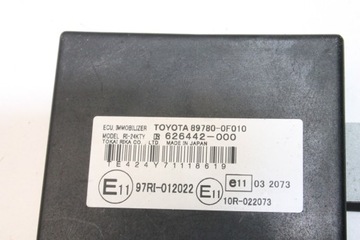 ECU, IMMOBILIZER TOYOTA 89780-0F010
MODEL RI-24KTY 626442-000
TOKAI RIKA CO. LTD. MADE IN JAPAN
1E424Y71118619
E11 97RI-012022 E11 10R-022073
e11 03 2073